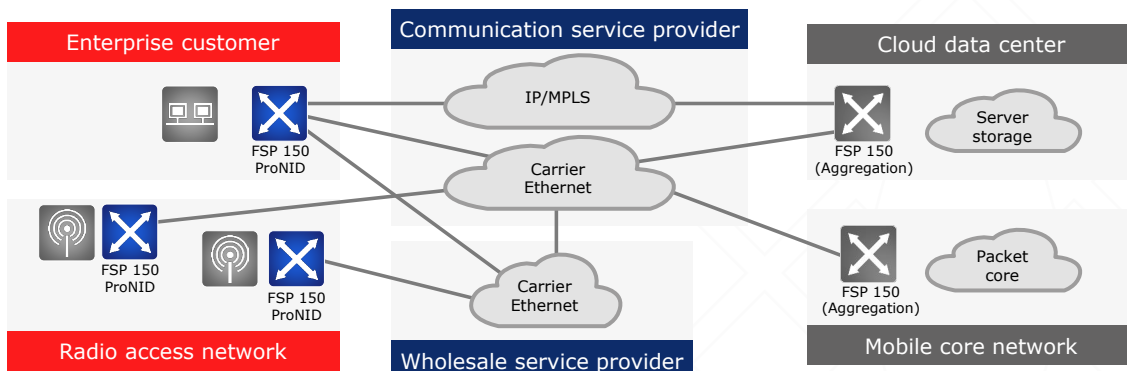 Enterprise customer
FSP 150
ProNID
FSP 150
ProNID
FSP 150
ProNID
Radio access network
Communication service provider
IP/MPLS
Carrier
Ethernet
Carrier
Ethernet
Wholesale service provider
Cloud data center
FSP 150
(Aggregation)
Server
storage
FSP 150
(Aggregation)
Packet
core
Mobile core network